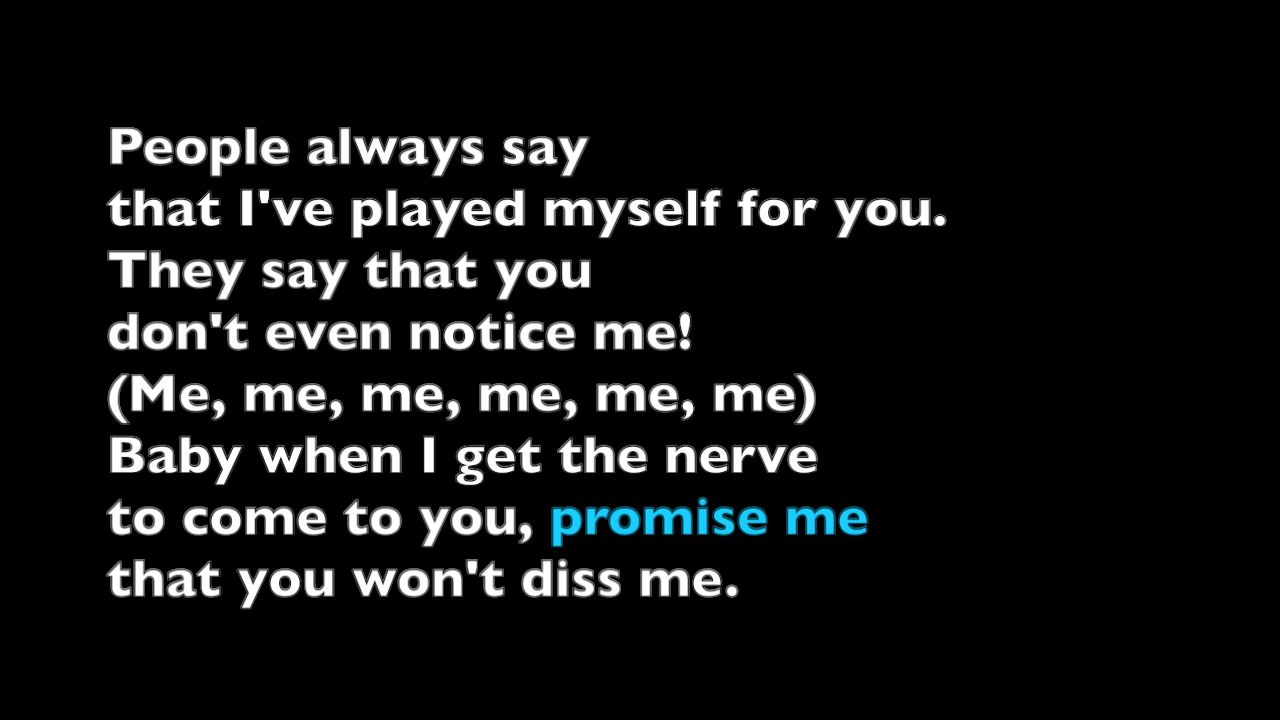 People always say
that I've played myself for you.
They say that you
don't even notice me!
(Me, me, me, me, me, me)
Baby when I get the nerve
to come to you, promise me
that you won't diss me.